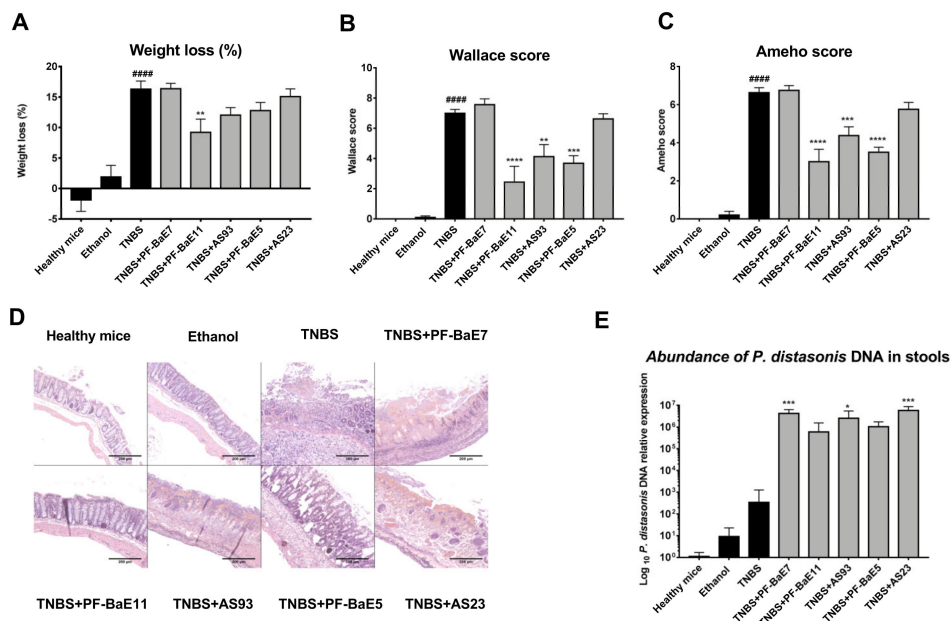 A
Weight loss (%)
Weight loss (%)
20
15
10
5
0
-5
####
**
Healthy mice
Ethanol
TNBS
TNBS+PF-BaE7
TNBS+PF-BaE11
TNBS+AS93
TNBS+PF-BaE5
TNBS+AS23
B
Wallace score
Wallace score
10
8
6
4
2
0
####
****
**
***
Healthy mice
Ethanol
TNBS
TNBS+PF-BaE7
TNBS+PF-BaE11
TNBS+AS93
TNBS+PF-BaE5
TNBS+AS23
C
Ameho score
Ameho score
8
6
4
2
0
####
****
***
****
Healthy mice
Ethanol
TNBS
TNBS+PF-BaE7
TNBS+PF-BaE11
TNBS+AS93
TNBS+PF-BaE5
TNBS+AS23
D
Healthy mice
Ethanol
TNBS
TNBS+PF-BaE7
TNBS+PF-BaE11
TNBS+AS93
TNBS+PF-BaE5
TNBS+AS23
E
Abundance of P. distasonis DNA in stools
Log 10 P. distasonis DNA relative expression
10⁷
10⁶
10⁵
10⁴
10³
10²
10¹
10⁰
***
*
***
Healthy mice
Ethanol
TNBS
TNBS+PF-BaE7
TNBS+PF-BaE11
TNBS+AS93
TNBS+PF-BaE5
TNBS+AS23